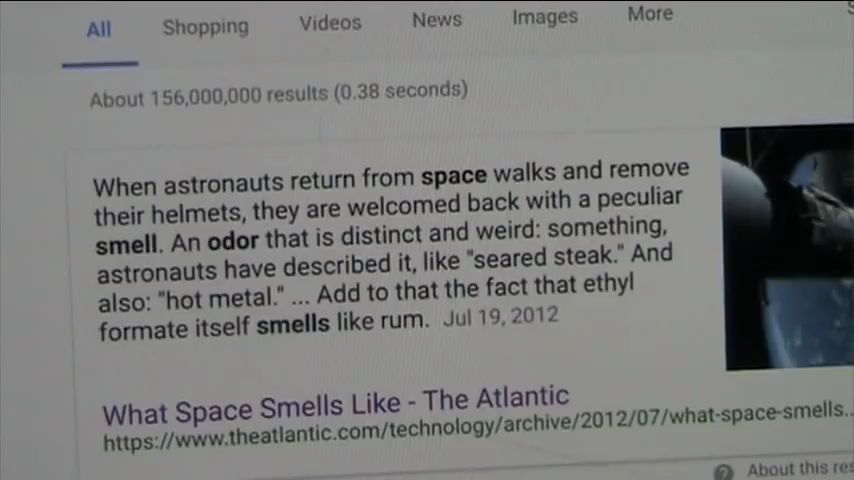 All Shopping Videos News Images More
About 156,000,000 results (0.38 seconds)
When astronauts return from space walks and remove
their helmets, they are welcomed back with a peculiar
smell. An odor that is distinct and weird: something,
astronauts have described it, like "seared steak." And
also: "hot metal." ... Add to that the fact that ethyl
formate itself smells like rum. Jul 19, 2012
What Space Smells Like - The Atlantic
https://www.theatlantic.com/technology/archive/2012/07/what-space-smells...
About this res